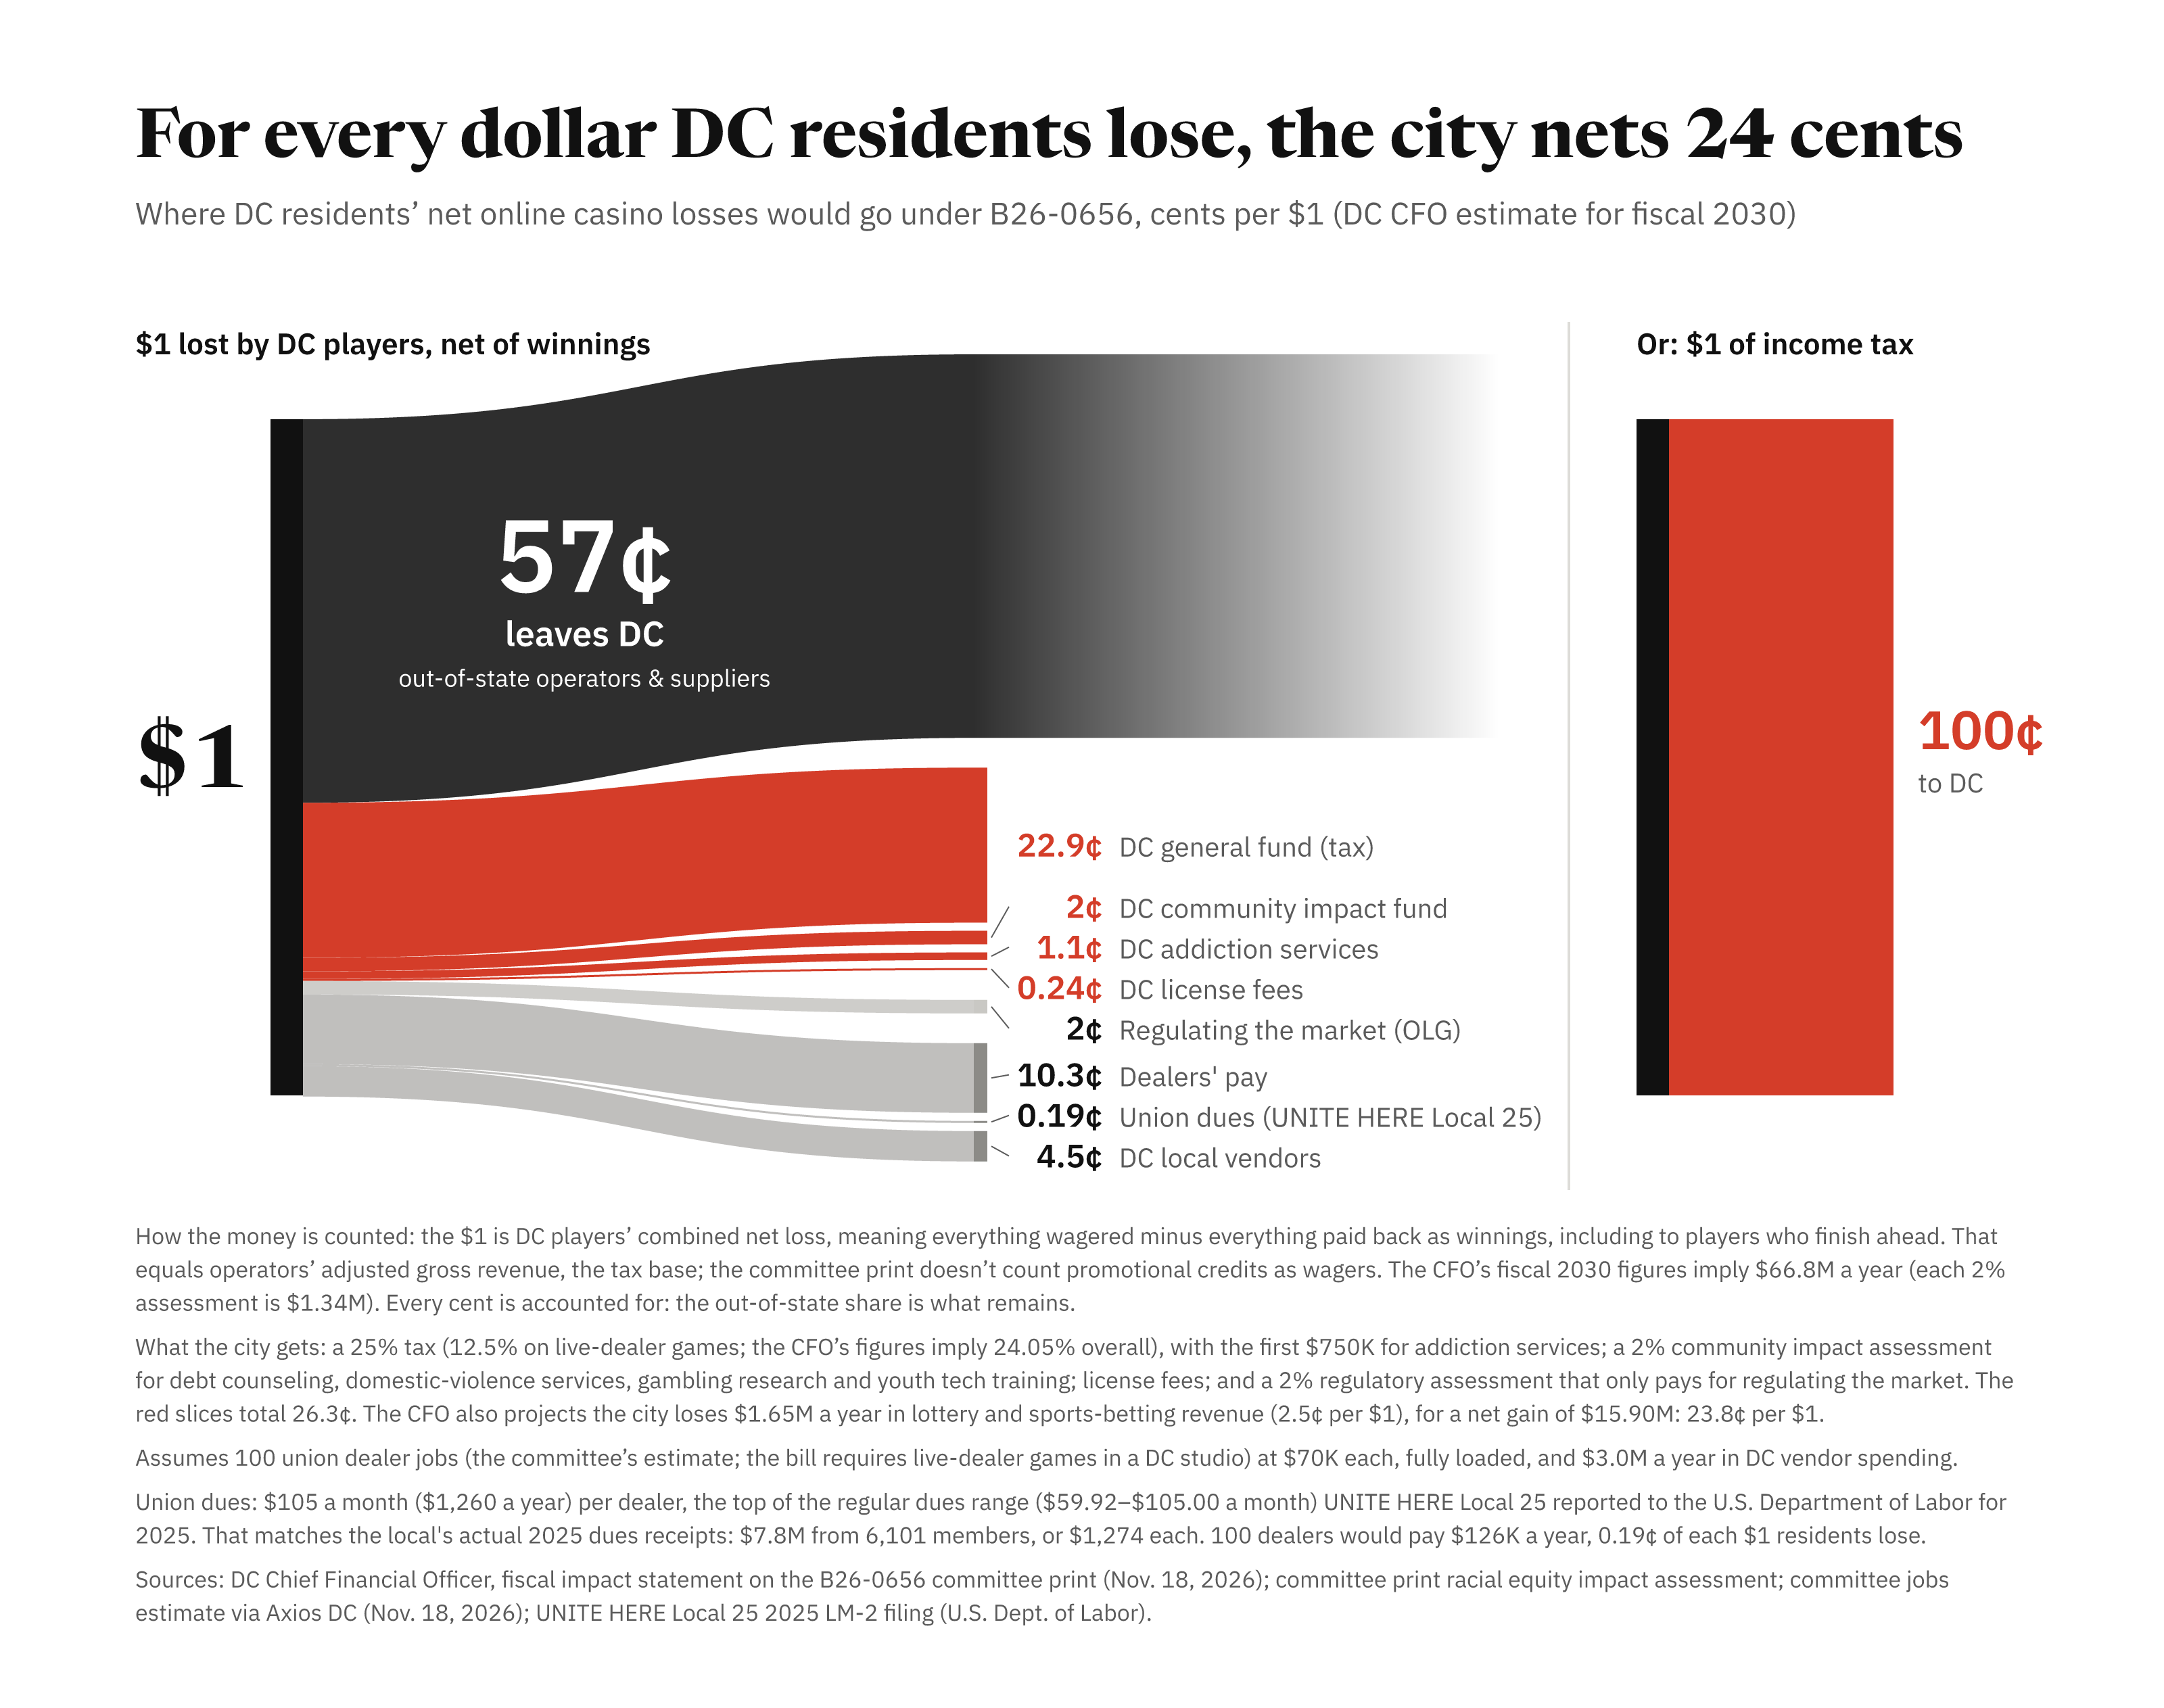 For every dollar DC residents lose, the city nets 24 cents
Where DC residents’ net online casino losses would go under B26-0656, cents per $1 (DC CFO estimate for fiscal 2030)
$1 lost by DC players, net of winnings
Or: $1 of income tax
57¢
leaves DC
out-of-state operators & suppliers
$1
100¢
to DC
22.9¢ DC general fund (tax)
2¢ DC community impact fund
1.1¢ DC addiction services
0.24¢ DC license fees
2¢ Regulating the market (OLG)
10.3¢ Dealers' pay
0.19¢ Union dues (UNITE HERE Local 25)
4.5¢ DC local vendors
How the money is counted: the $1 is DC players’ combined net loss, meaning everything wagered minus everything paid back as winnings, including to players who finish ahead. That
equals operators’ adjusted gross revenue, the tax base; the committee print doesn’t count promotional credits as wagers. The CFO’s fiscal 2030 figures imply $66.8M a year (each 2%
assessment is $1.34M). Every cent is accounted for: the out-of-state share is what remains.
What the city gets: a 25% tax (12.5% on live-dealer games; the CFO’s figures imply 24.05% overall), with the first $750K for addiction services; a 2% community impact assessment
for debt counseling, domestic-violence services, gambling research and youth tech training; license fees; and a 2% regulatory assessment that only pays for regulating the market. The
red slices total 26.3¢. The CFO also projects the city loses $1.65M a year in lottery and sports-betting revenue (2.5¢ per $1), for a net gain of $15.90M: 23.8¢ per $1.
Assumes 100 union dealer jobs (the committee’s estimate; the bill requires live-dealer games in a DC studio) at $70K each, fully loaded, and $3.0M a year in DC vendor spending.
Union dues: $105 a month ($1,260 a year) per dealer, the top of the regular dues range ($59.92–$105.00 a month) UNITE HERE Local 25 reported to the U.S. Department of Labor for
2025. That matches the local's actual 2025 dues receipts: $7.8M from 6,101 members, or $1,274 each. 100 dealers would pay $126K a year, 0.19¢ of each $1 residents lose.
Sources: DC Chief Financial Officer, fiscal impact statement on the B26-0656 committee print (Nov. 18, 2026); committee print racial equity impact assessment; committee jobs
estimate via Axios DC (Nov. 18, 2026); UNITE HERE Local 25 2025 LM-2 filing (U.S. Dept. of Labor).